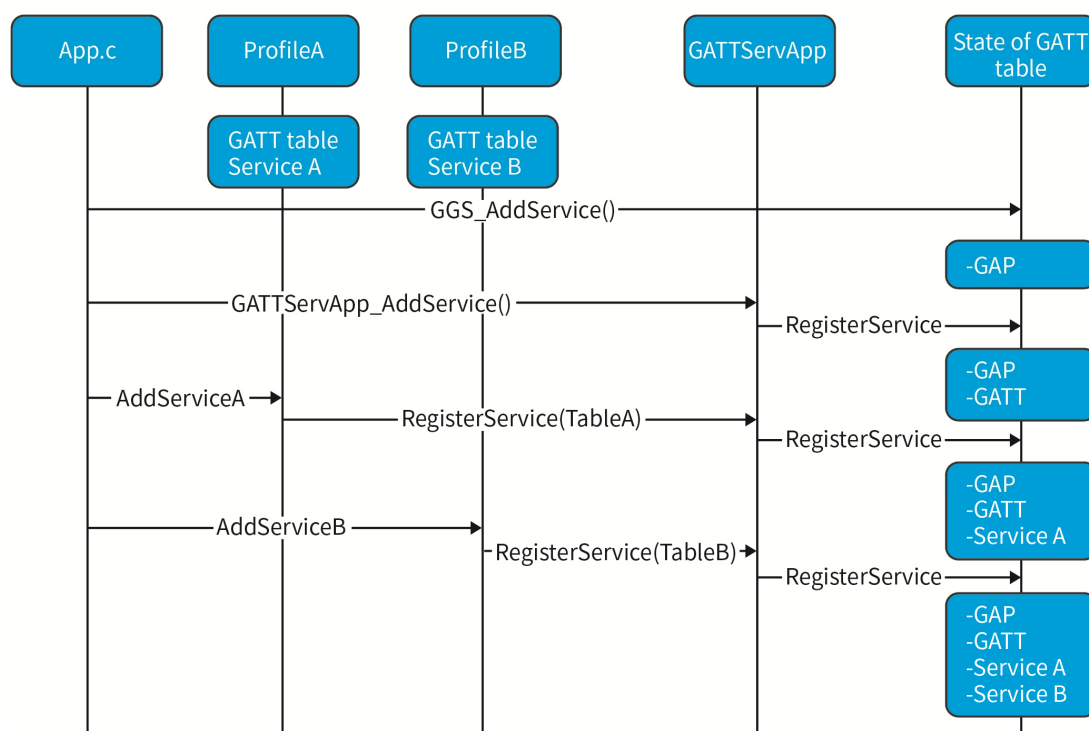 App.c
ProfileA
ProfileB
GATTServApp
State of GATT
table
GATT table
Service A
GATT table
Service B
GGS_AddService()
-GAP
GATTServApp_AddService()
RegisterService
-GAP
-GATT
AddServiceA
RegisterService(TableA)
RegisterService
-GAP
-GATT
-Service A
AddServiceB
RegisterService(TableB)
RegisterService
-GAP
-GATT
-Service A
-Service B